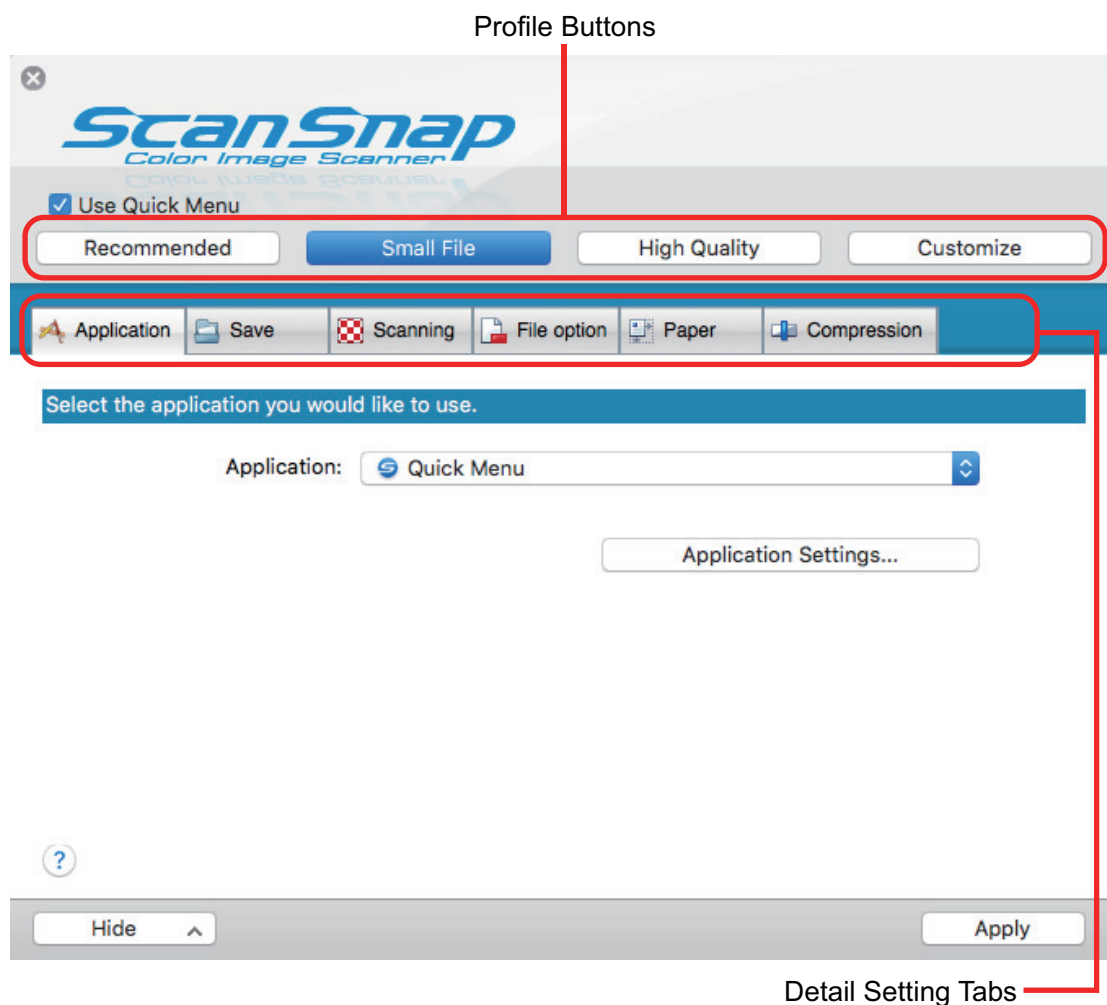 Profile Buttons
ScanSnap
Color Image Scanner
Use Quick Menu
Recommended Small File High Quality Customize
Application Save Scanning File option Paper Compression
Select the application you would like to use.
Application: Quick Menu
Application Settings...
?
Hide Apply
Detail Setting Tabs